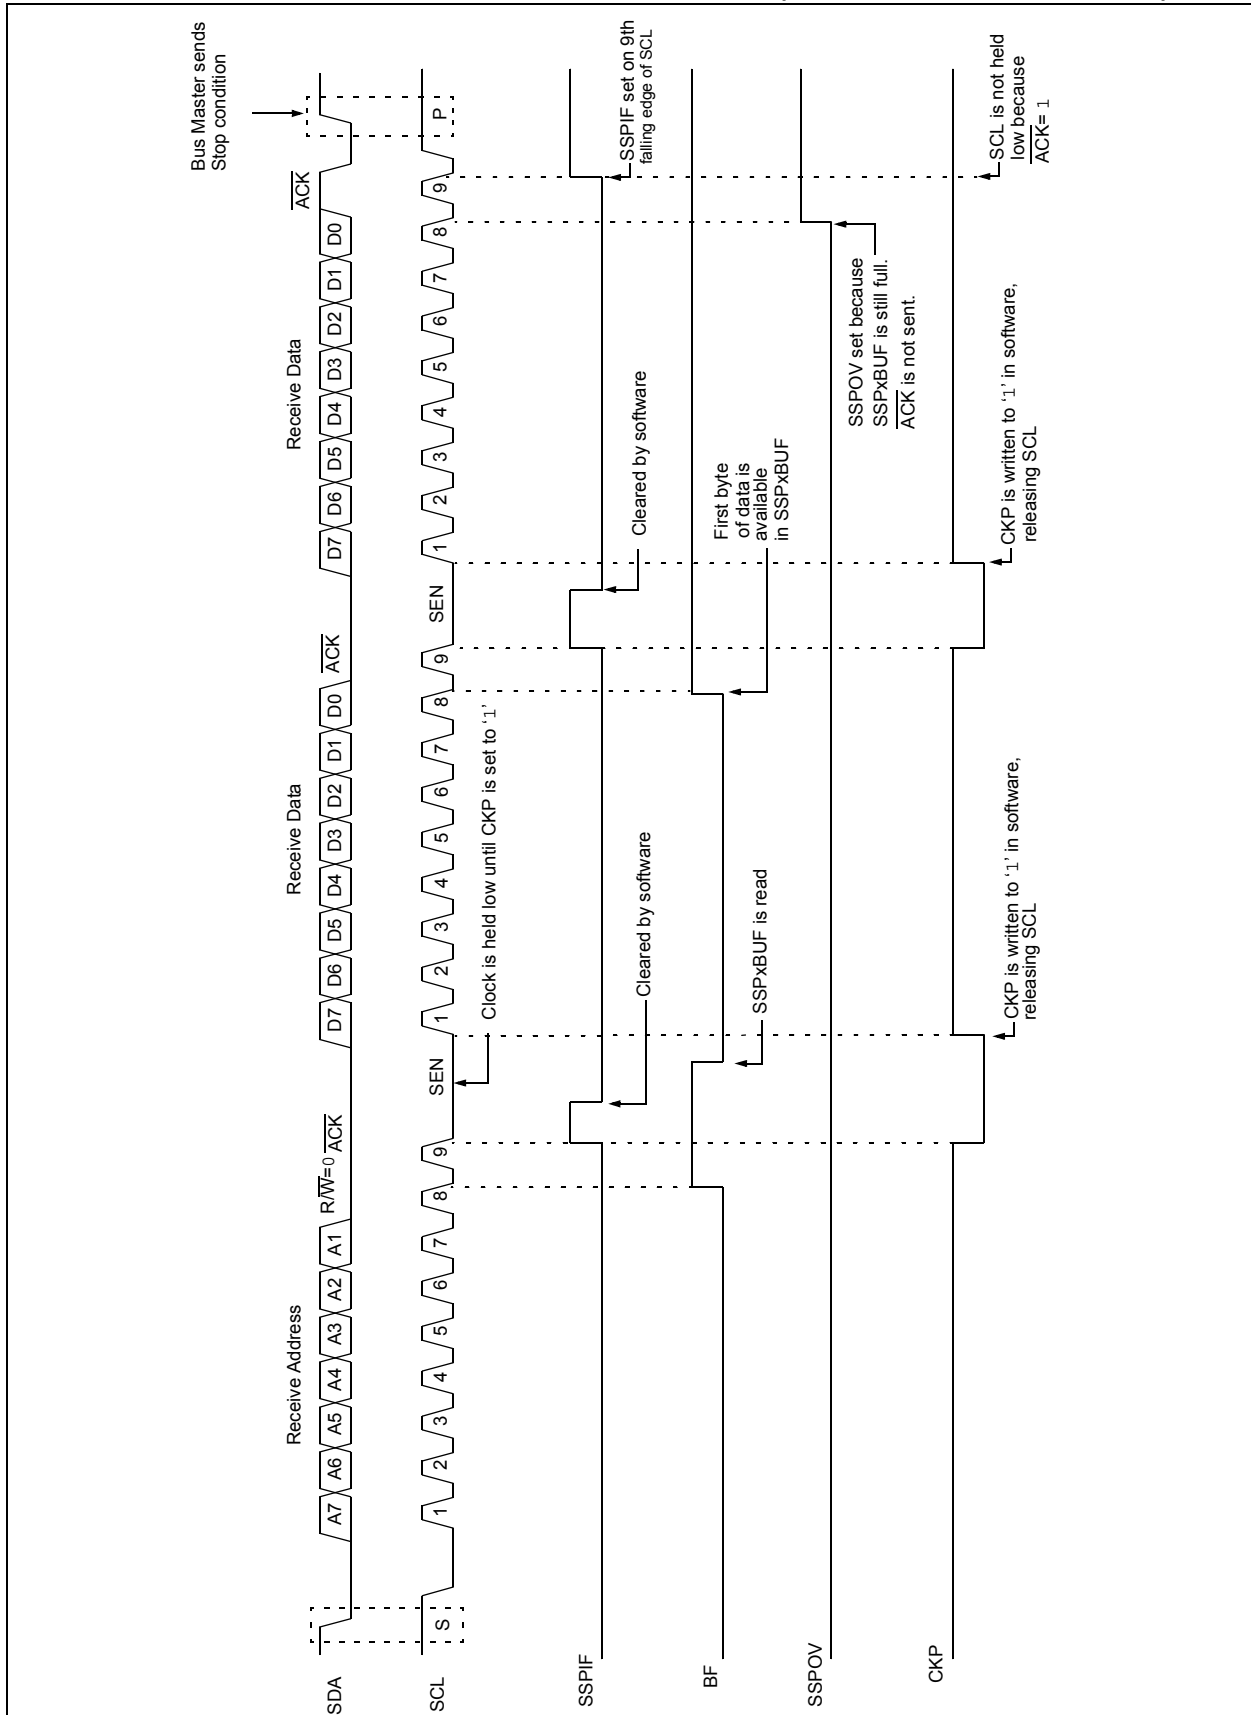 Bus Master sends
Stop condition
Receive Address
Receive Data
Receive Data
SDA
A7 A6 A5 A4 A3 A2 A1
R/W=0 ACK
D7 D6 D5 D4 D3 D2 D1 D0
ACK
D7 D6 D5 D4 D3 D2 D1 D0
ACK
SCL
S
1 2 3 4 5 6 7 8 9
SEN
1 2 3 4 5 6 7 8 9
SEN
1 2 3 4 5 6 7 8 9
P
Clock is held low until CKP is set to ‘1’
SSPIF
Cleared by software
Cleared by software
SSPIF set on 9th
falling edge of SCL
BF
SSPxBUF is read
First byte
of data is
available
in SSPxBUF
SSPOV
SSPOV set because
SSPxBUF is still full.
ACK is not sent.
CKP
CKP is written to ‘1’ in software,
releasing SCL
CKP is written to ‘1’ in software,
releasing SCL
SCL is not held
low because
ACK= 1